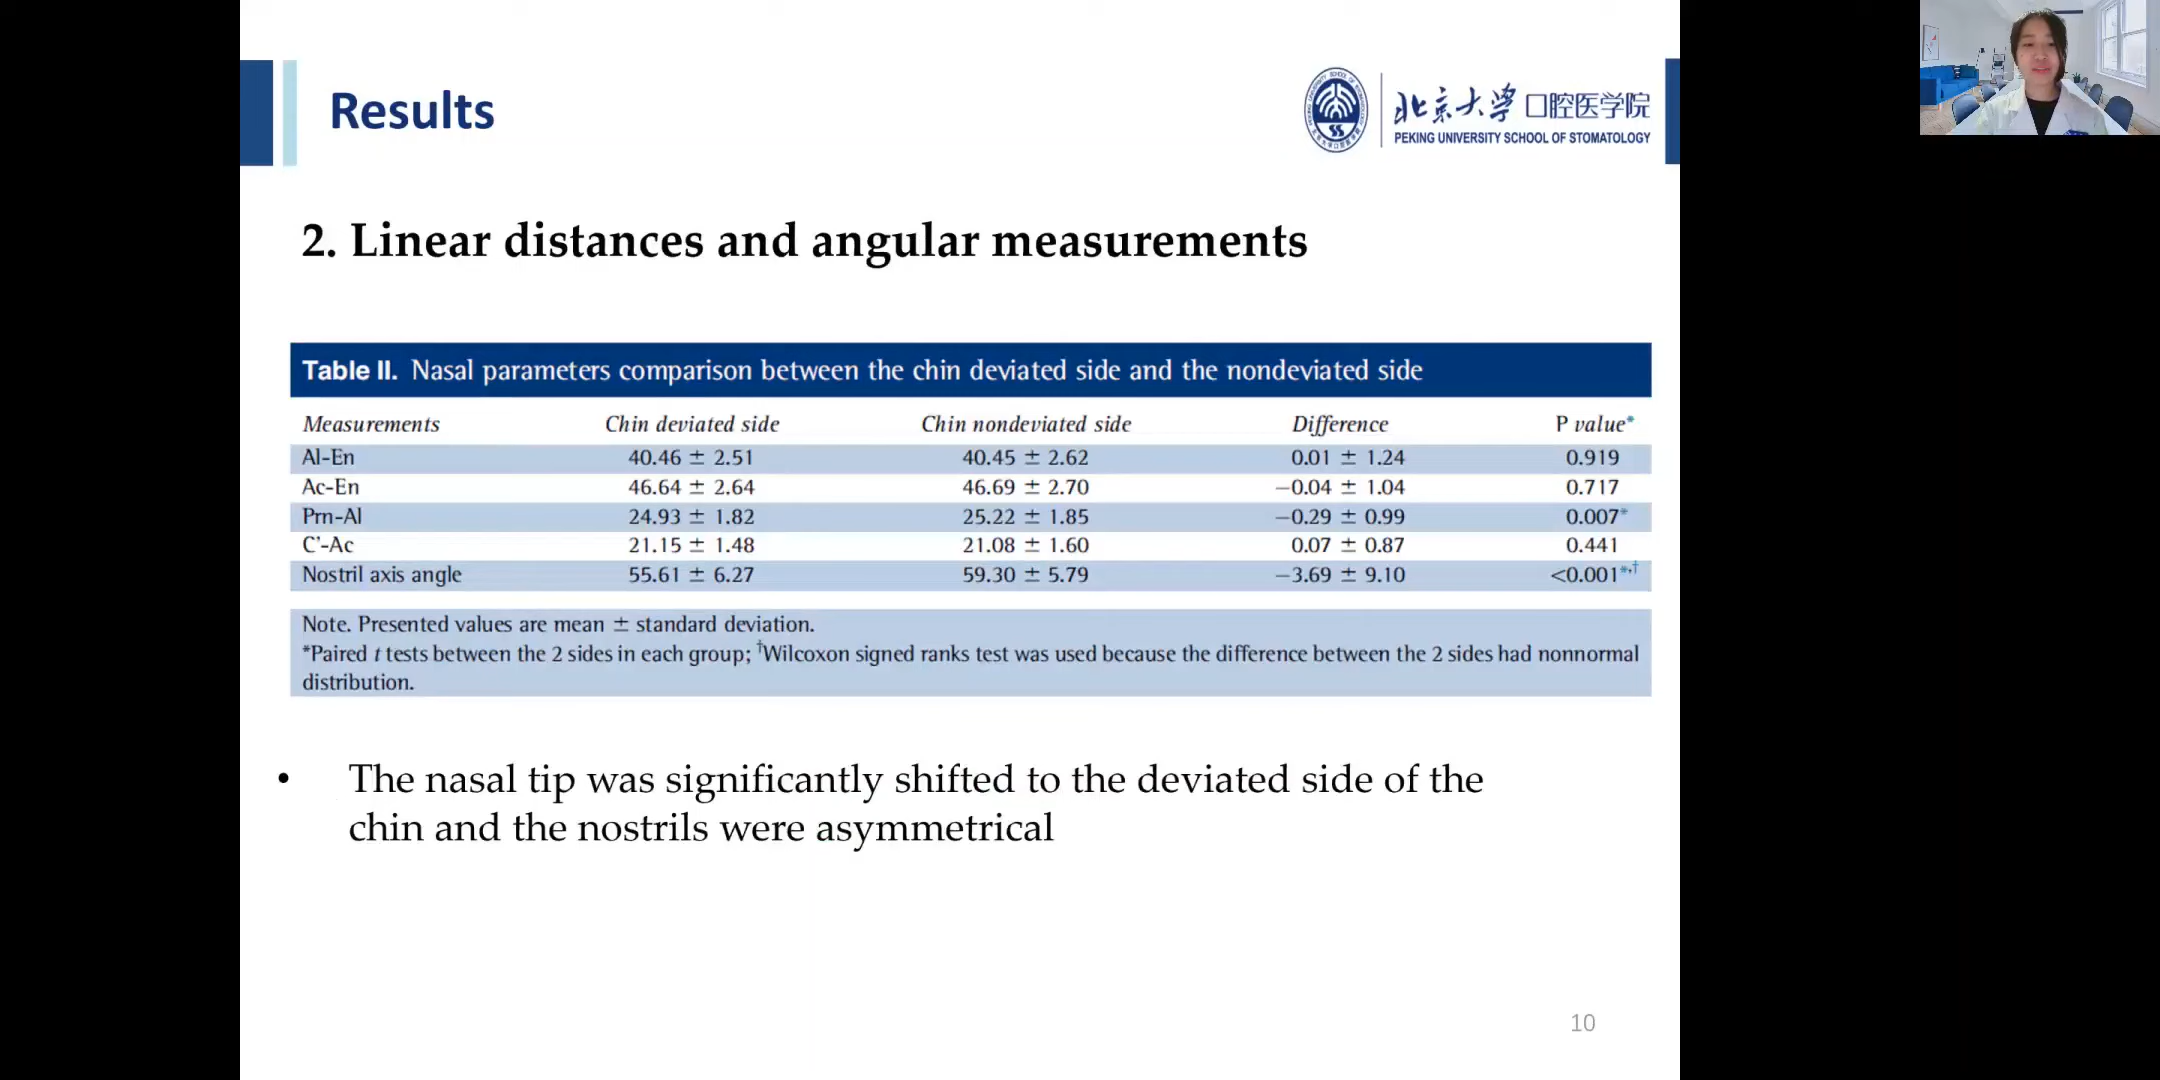 Results
北京大学口腔医学院
PEKING UNIVERSITY SCHOOL OF STOMATOLOGY
2. Linear distances and angular measurements
Table II. Nasal parameters comparison between the chin deviated side and the nondeviated side
Measurements Chin deviated side Chin nondeviated side Difference P value*
Al-En 40.46 ± 2.51 40.45 ± 2.62 0.01 ± 1.24 0.919
Ac-En 46.64 ± 2.64 46.69 ± 2.70 −0.04 ± 1.04 0.717
Prn-Al 24.93 ± 1.82 25.22 ± 1.85 −0.29 ± 0.99 0.007*
C'-Ac 21.15 ± 1.48 21.08 ± 1.60 0.07 ± 0.87 0.441
Nostril axis angle 55.61 ± 6.27 59.30 ± 5.79 −3.69 ± 9.10 <0.001*,†
Note. Presented values are mean ± standard deviation.
*Paired t tests between the 2 sides in each group; †Wilcoxon signed ranks test was used because the difference between the 2 sides had nonnormal
distribution.
• The nasal tip was significantly shifted to the deviated side of the
chin and the nostrils were asymmetrical
10